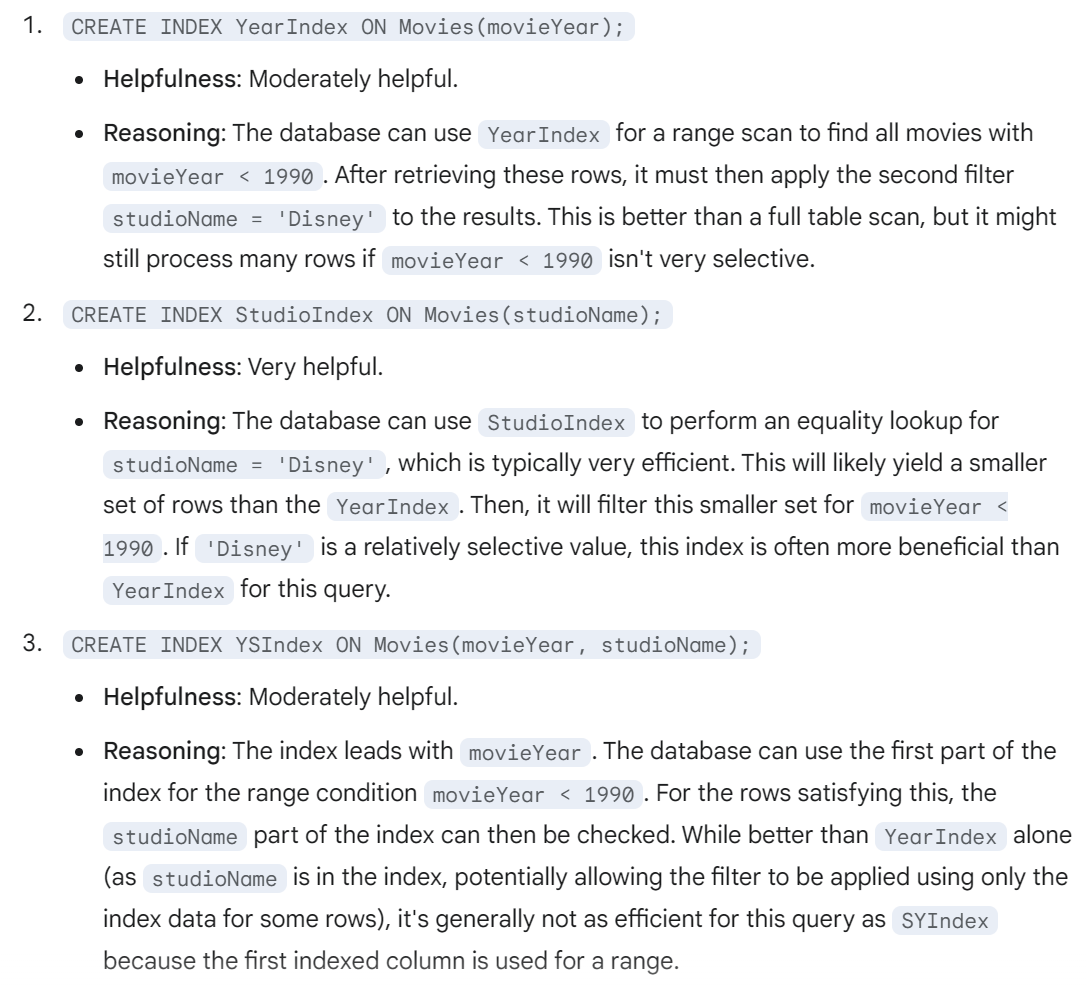 1. CREATE INDEX YearIndex ON Movies(movieYear);
• Helpfulness: Moderately helpful.
• Reasoning: The database can use YearIndex for a range scan to find all movies with
movieYear < 1990 . After retrieving these rows, it must then apply the second filter
studioName = 'Disney' to the results. This is better than a full table scan, but it might
still process many rows if movieYear < 1990 isn't very selective.
2. CREATE INDEX StudioIndex ON Movies(studioName);
• Helpfulness: Very helpful.
• Reasoning: The database can use StudioIndex to perform an equality lookup for
studioName = 'Disney' , which is typically very efficient. This will likely yield a smaller
set of rows than the YearIndex . Then, it will filter this smaller set for movieYear <
1990 . If 'Disney' is a relatively selective value, this index is often more beneficial than
YearIndex for this query.
3. CREATE INDEX YSIndex ON Movies(movieYear, studioName);
• Helpfulness: Moderately helpful.
• Reasoning: The index leads with movieYear . The database can use the first part of the
index for the range condition movieYear < 1990 . For the rows satisfying this, the
studioName part of the index can then be checked. While better than YearIndex alone
(as studioName is in the index, potentially allowing the filter to be applied using only the
index data for some rows), it's generally not as efficient for this query as SYIndex
because the first indexed column is used for a range.